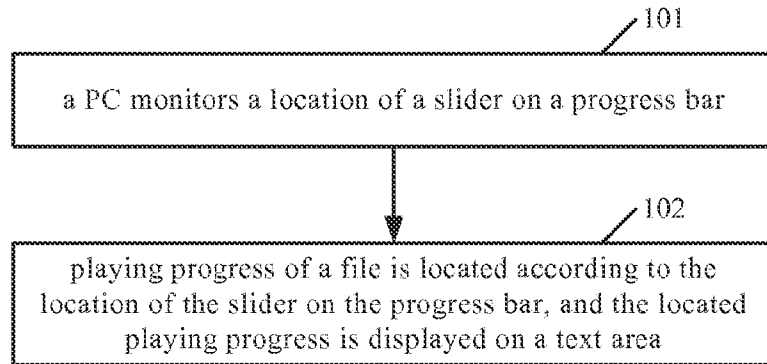 101
a PC monitors a location of a slider on a progress bar
102
playing progress of a file is located according to the
location of the slider on the progress bar, and the located
playing progress is displayed on a text area